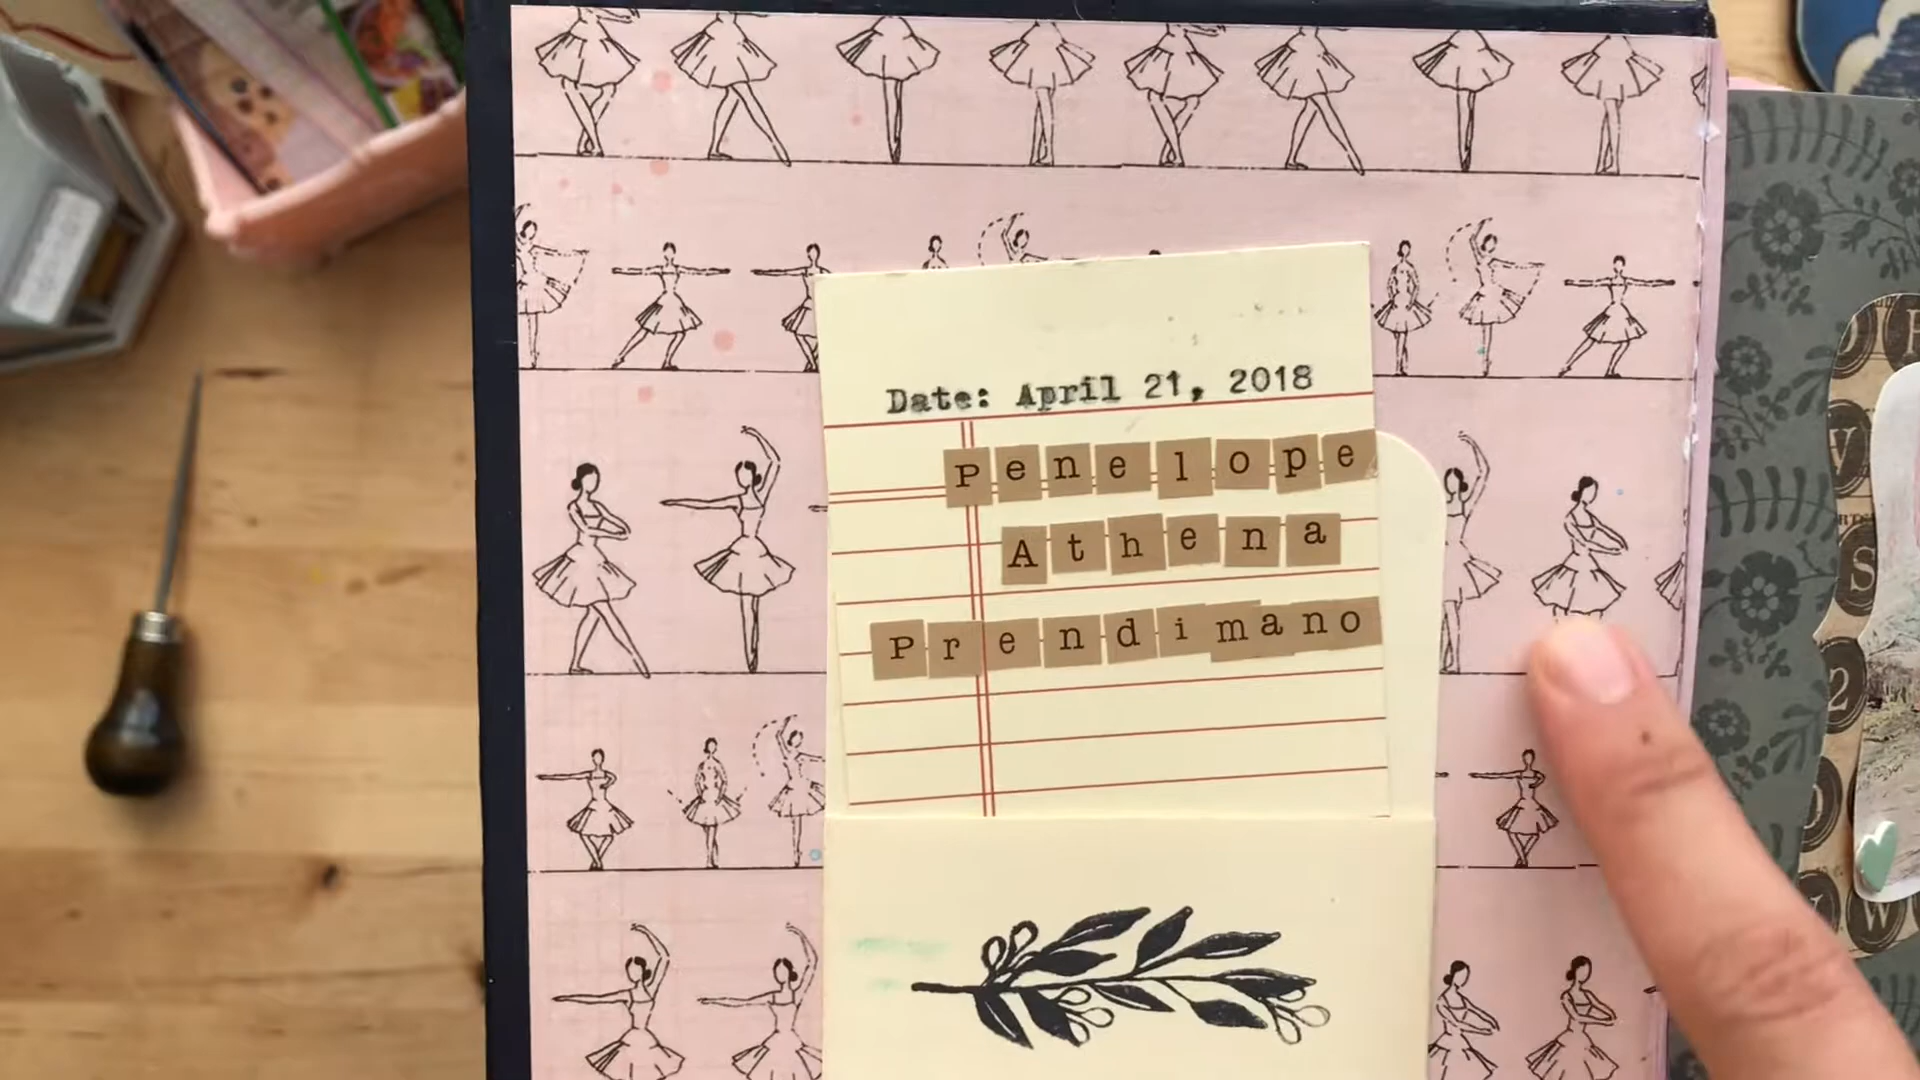 Date: April 21, 2018
Penelope
Athena
Prendimano